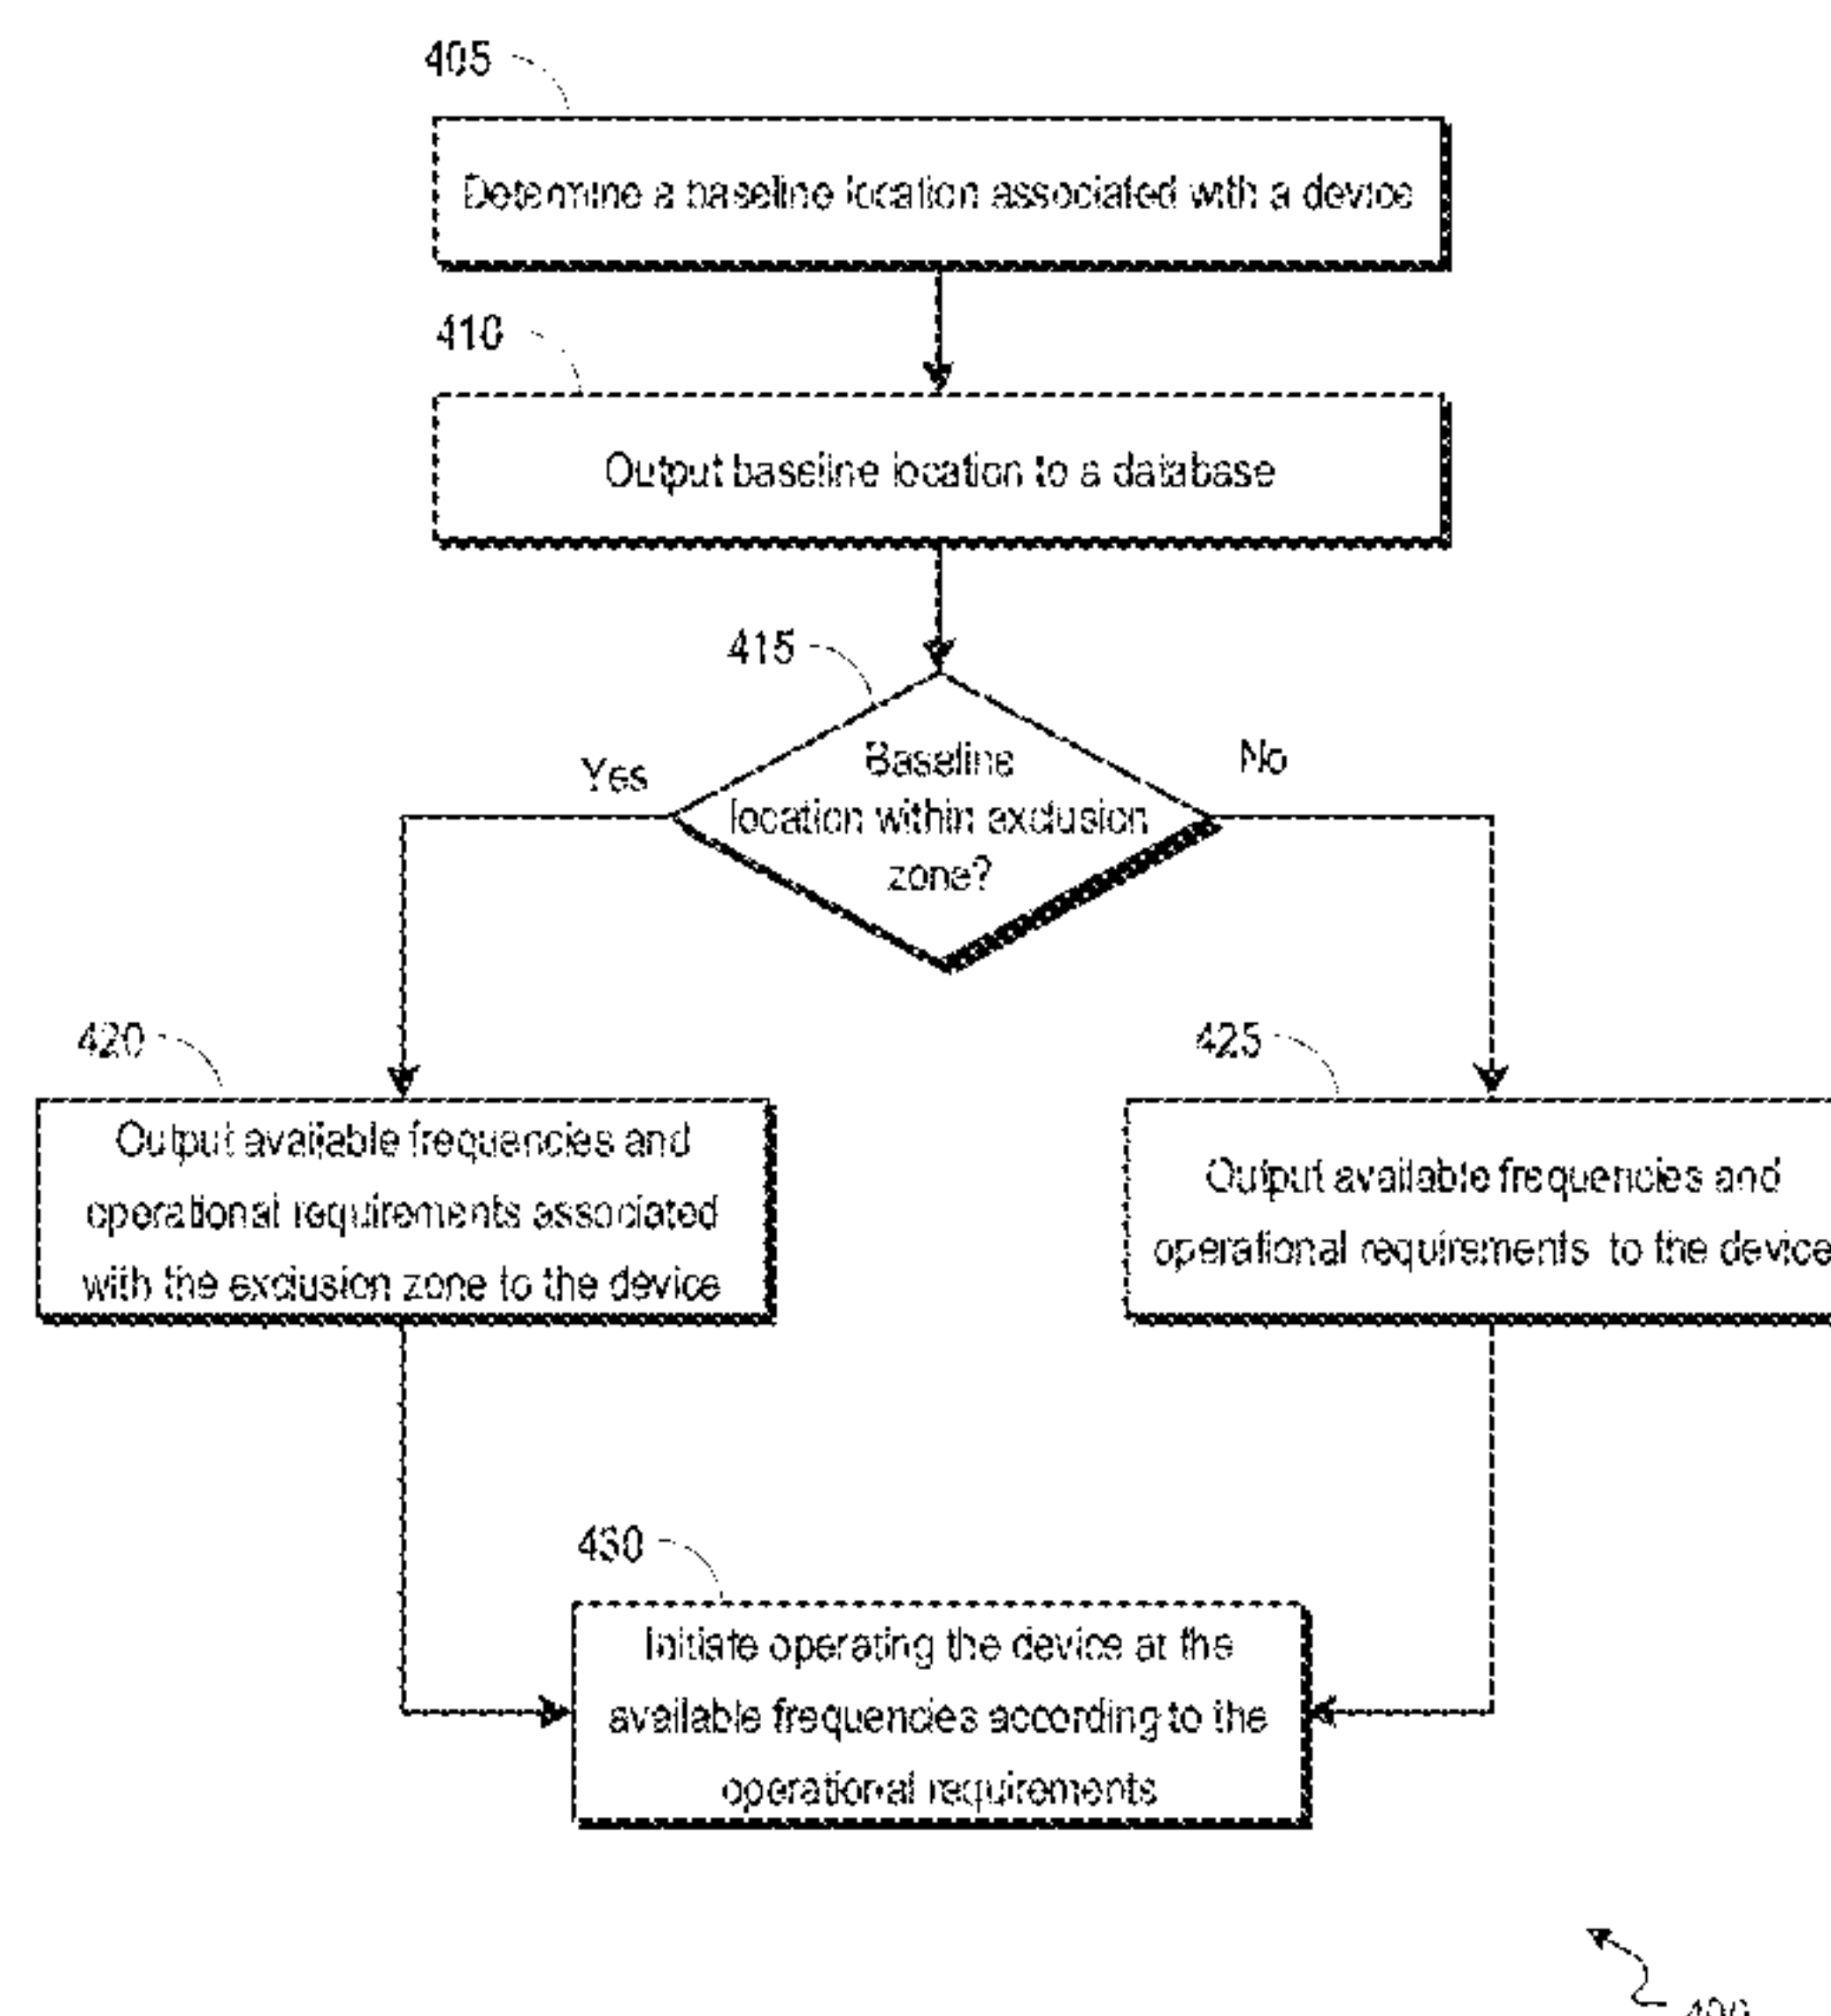 405
Determine a baseline location associated with a device
410
Output baseline location to a database
415
Baseline
location within exclusion
zone?
Yes
No
420
Output available frequencies and
operational requirements associated
with the exclusion zone to the device
425
Output available frequencies and
operational requirements to the device
430
Initiate operating the device at the
available frequencies according to the
operational requirements